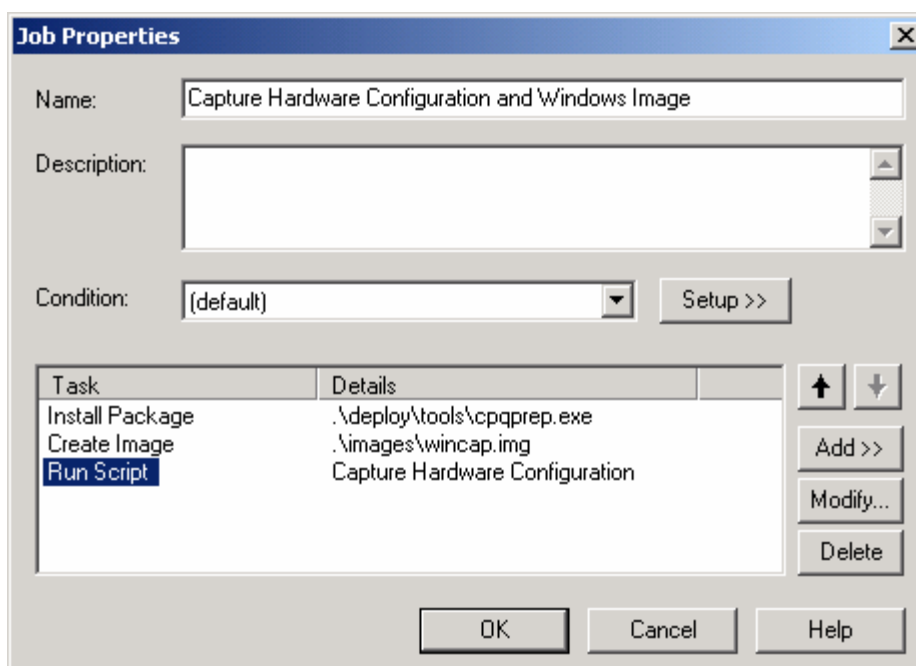 Job Properties
Name: Capture Hardware Configuration and Windows Image
Description:
Condition: (default) Setup >>
Task Details
Install Package .\deploy\tools\cpqprep.exe
Create Image .\images\wincap.img
Run Script Capture Hardware Configuration
Add >>
Modify...
Delete
OK Cancel Help